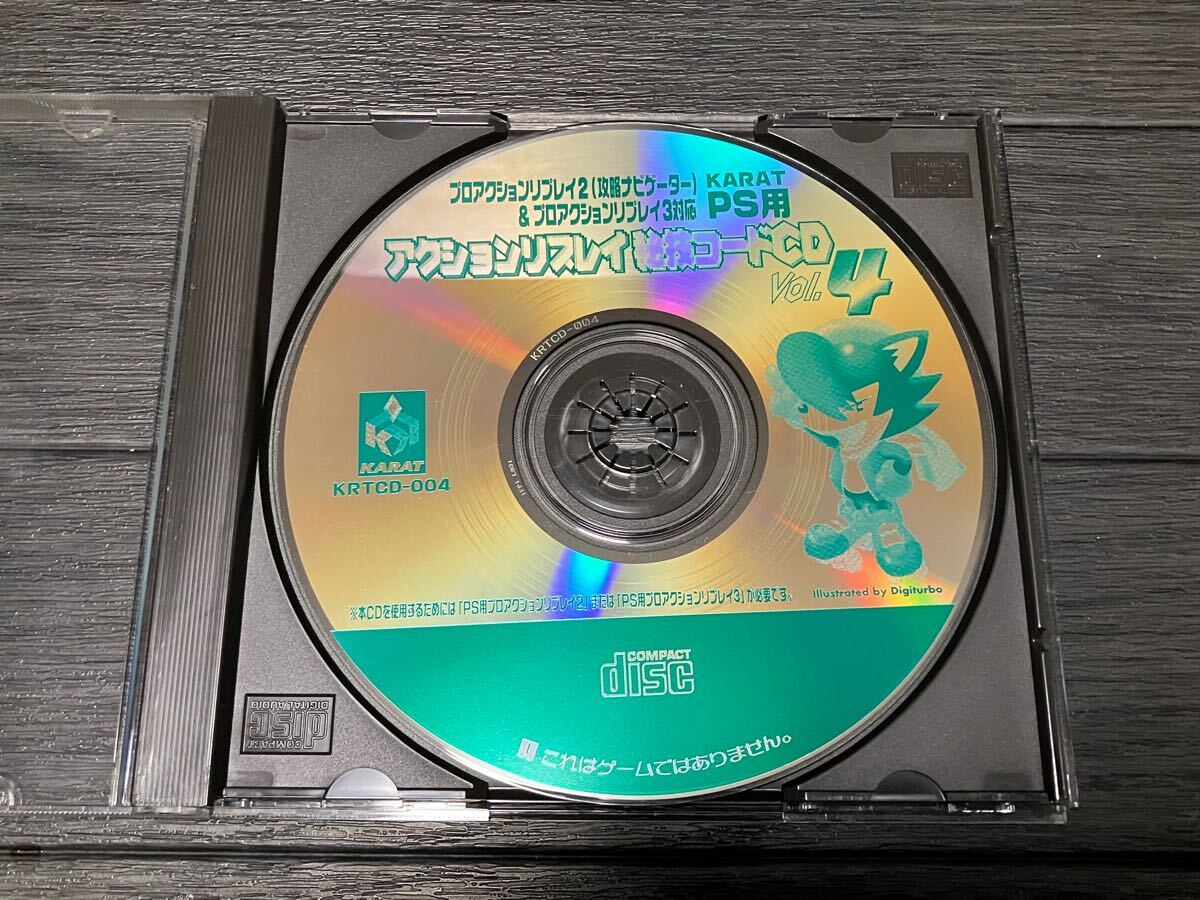 プロアクションリプレイ2(攻略ナビゲーター)
&プロアクションリプレイ3対応
KARAT
PS用
アクションリプレイ秘技コードCD
Vol.4
KRTCD-004
KARAT
KRTCD-004
Illustrated by Digiturbo
※本CDを使用するためには「PS用プロアクションリプレイ2」または「PS用プロアクションリプレイ3」が必要です。
COMPACT
disc
これはゲームではありません。
COMPACT
disc
COMPACT
disc
DIGITAL AUDIO